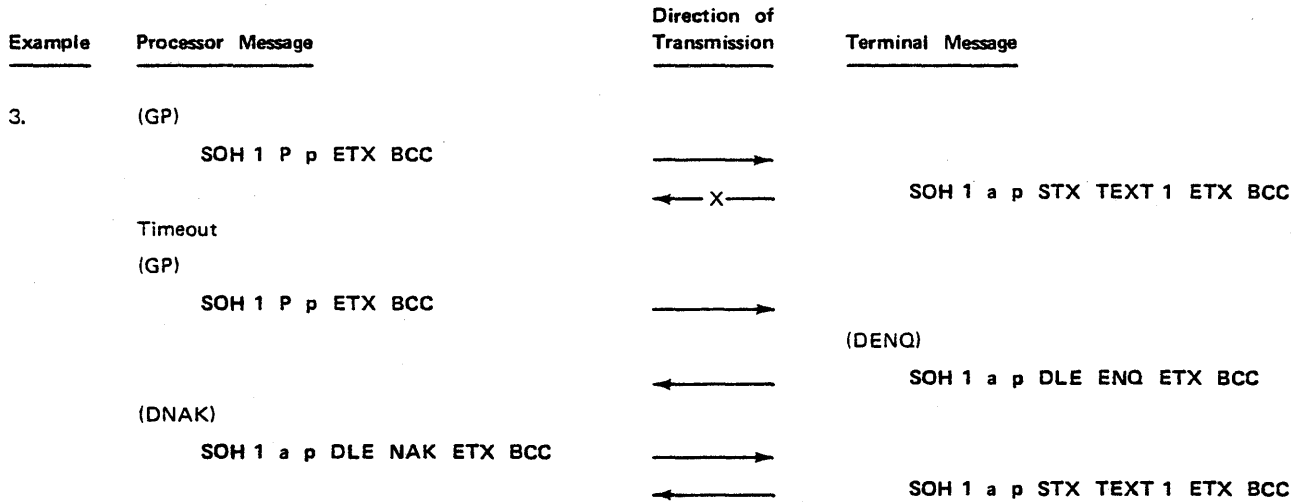 Example Processor Message Direction of Transmission Terminal Message
3. (GP)
SOH 1 P p ETX BCC
X SOH 1 a p STX TEXT 1 ETX BCC
Timeout
(GP)
SOH 1 P p ETX BCC
(DENQ)
SOH 1 a p DLE ENQ ETX BCC
(DNAK)
SOH 1 a p DLE NAK ETX BCC
SOH 1 a p STX TEXT 1 ETX BCC